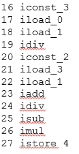 16 iconst_3
17 iload_0
18 iload_1
19 idiv
20 iconst_2
21 iload_3
22 iload_1
23 iadd
24 idiv
25 isub
26 imul
27 istore 4